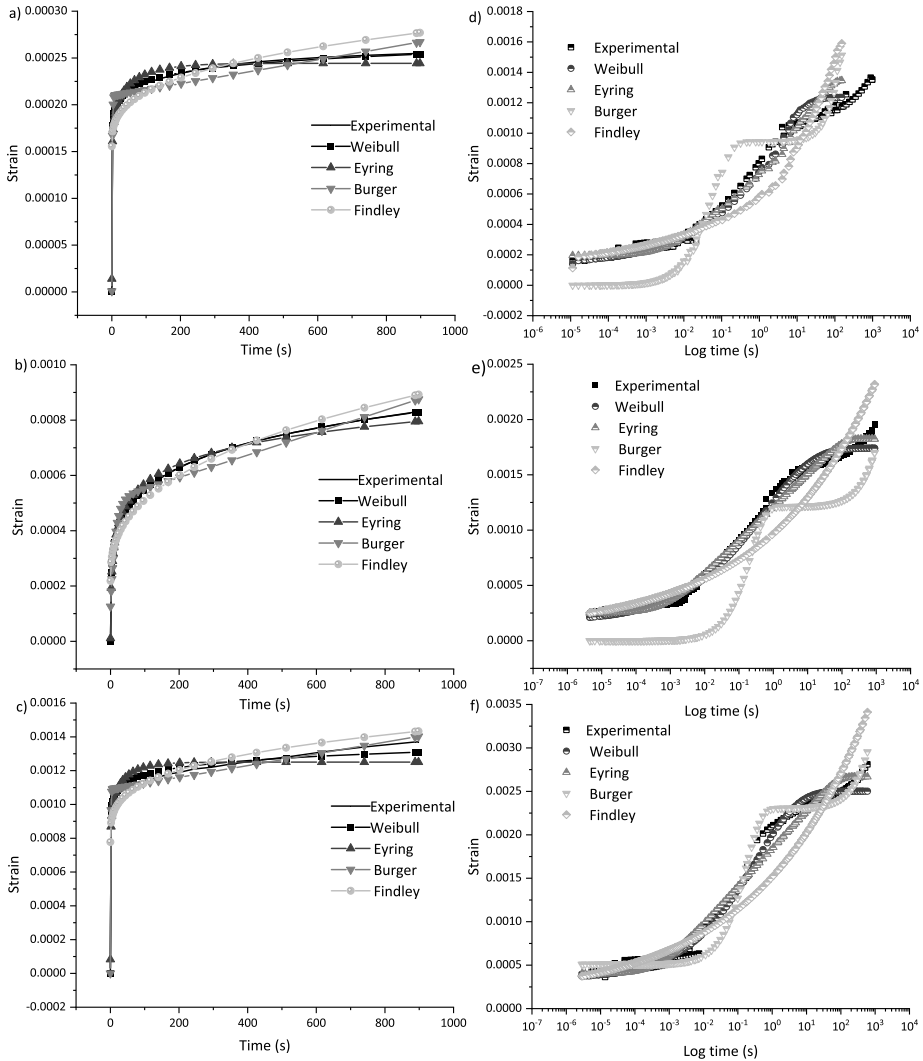 a)
0.00030
0.00025
0.00020
0.00015
0.00010
0.00005
0.00000
Strain
Experimental
Weibull
Eyring
Burger
Findley
0 200 400 600 800 1000
Time (s)
d)
0.0018
0.0016
0.0014
0.0012
0.0010
0.0008
0.0006
0.0004
0.0002
0.0000
-0.0002
Strain
Experimental
Weibull
Eyring
Burger
Findley
10-6 10-5 10-4 10-3 10-2 10-1 100 101 102 103 104
Log time (s)
b)
0.0010
0.0008
0.0006
0.0004
0.0002
0.0000
Strain
Experimental
Weibull
Eyring
Burger
Findley
0 200 400 600 800 1000
Time (s)
e)
0.0025
0.0020
0.0015
0.0010
0.0005
0.0000
Strain
Experimental
Weibull
Eyring
Burger
Findley
10-7 10-6 10-5 10-4 10-3 10-2 10-1 100 101 102 103 104
Log time (s)
c)
0.0016
0.0014
0.0012
0.0010
0.0008
0.0006
0.0004
0.0002
0.0000
-0.0002
Strain
Experimental
Weibull
Eyring
Burger
Findley
0 200 400 600 800 1000
Time (s)
f)
0.0035
0.0030
0.0025
0.0020
0.0015
0.0010
0.0005
0.0000
Strain
Experimental
Weibull
Eyring
Burger
Findley
10-7 10-6 10-5 10-4 10-3 10-2 10-1 100 101 102 103 104
Log time (s)